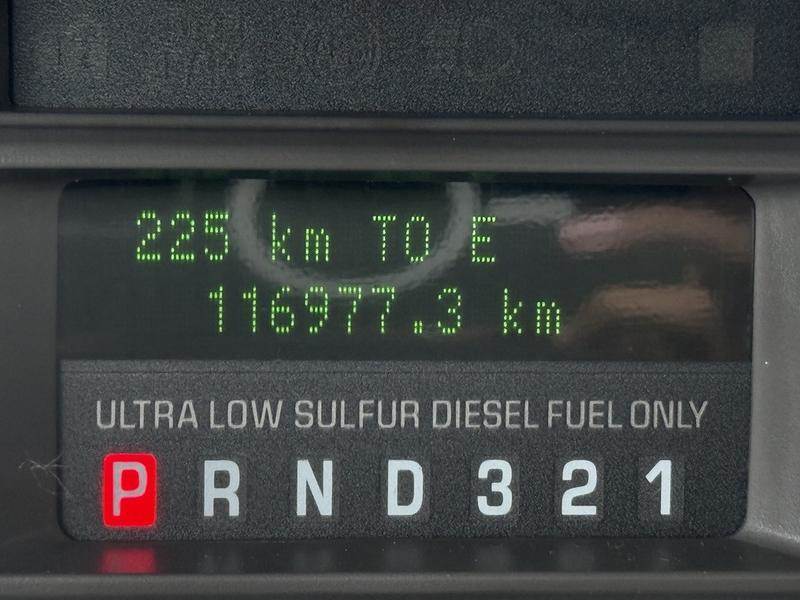 225 km TO E
116977.3 km
ULTRA LOW SULFUR DIESEL FUEL ONLY
P R N D 3 2 1